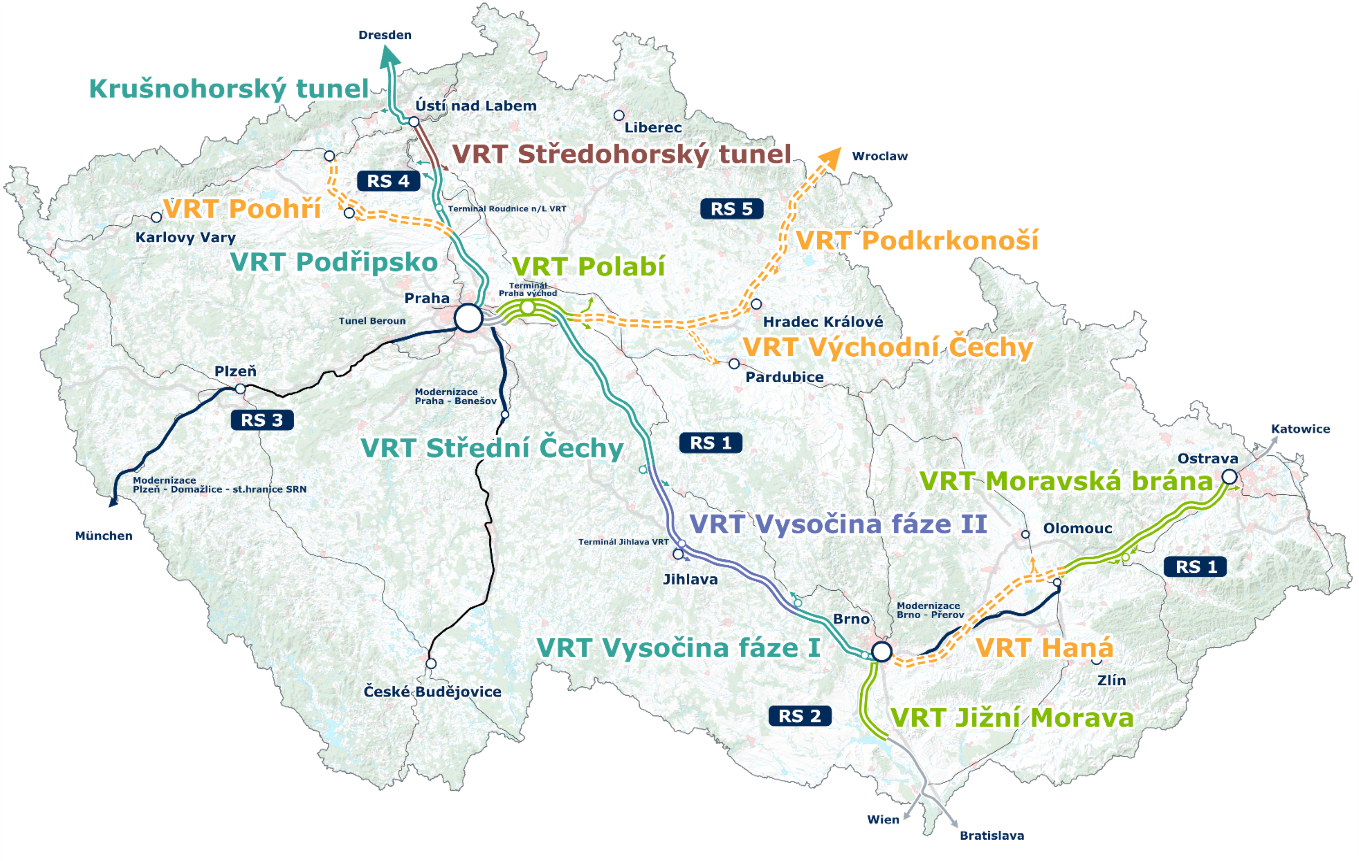 Dresden
Krušnohorský tunel
Ústí nad Labem
Liberec
VRT Středohorský tunel
Wroclaw
RS 4
VRT Poohří
Terminál Roudnice n/L VRT
RS 5
Karlovy Vary
VRT Podkrkonoší
VRT Podřipsko
VRT Polabí
Terminál
Praha východ
Praha
Tunel Beroun
Hradec Králové
VRT Východní Čechy
Plzeň
Pardubice
Modernizace
Praha - Benešov
RS 3
VRT Střední Čechy
RS 1
Katowice
Ostrava
Modernizace
Plzeň - Domažlice - st.hranice SRN
VRT Moravská brána
München
VRT Vysočina fáze II
Olomouc
Terminál Jihlava VRT
Jihlava
RS 1
Modernizace
Brno - Přerov
Brno
VRT Vysočina fáze I
VRT Haná
Zlín
České Budějovice
RS 2
VRT Jižní Morava
Wien
Bratislava